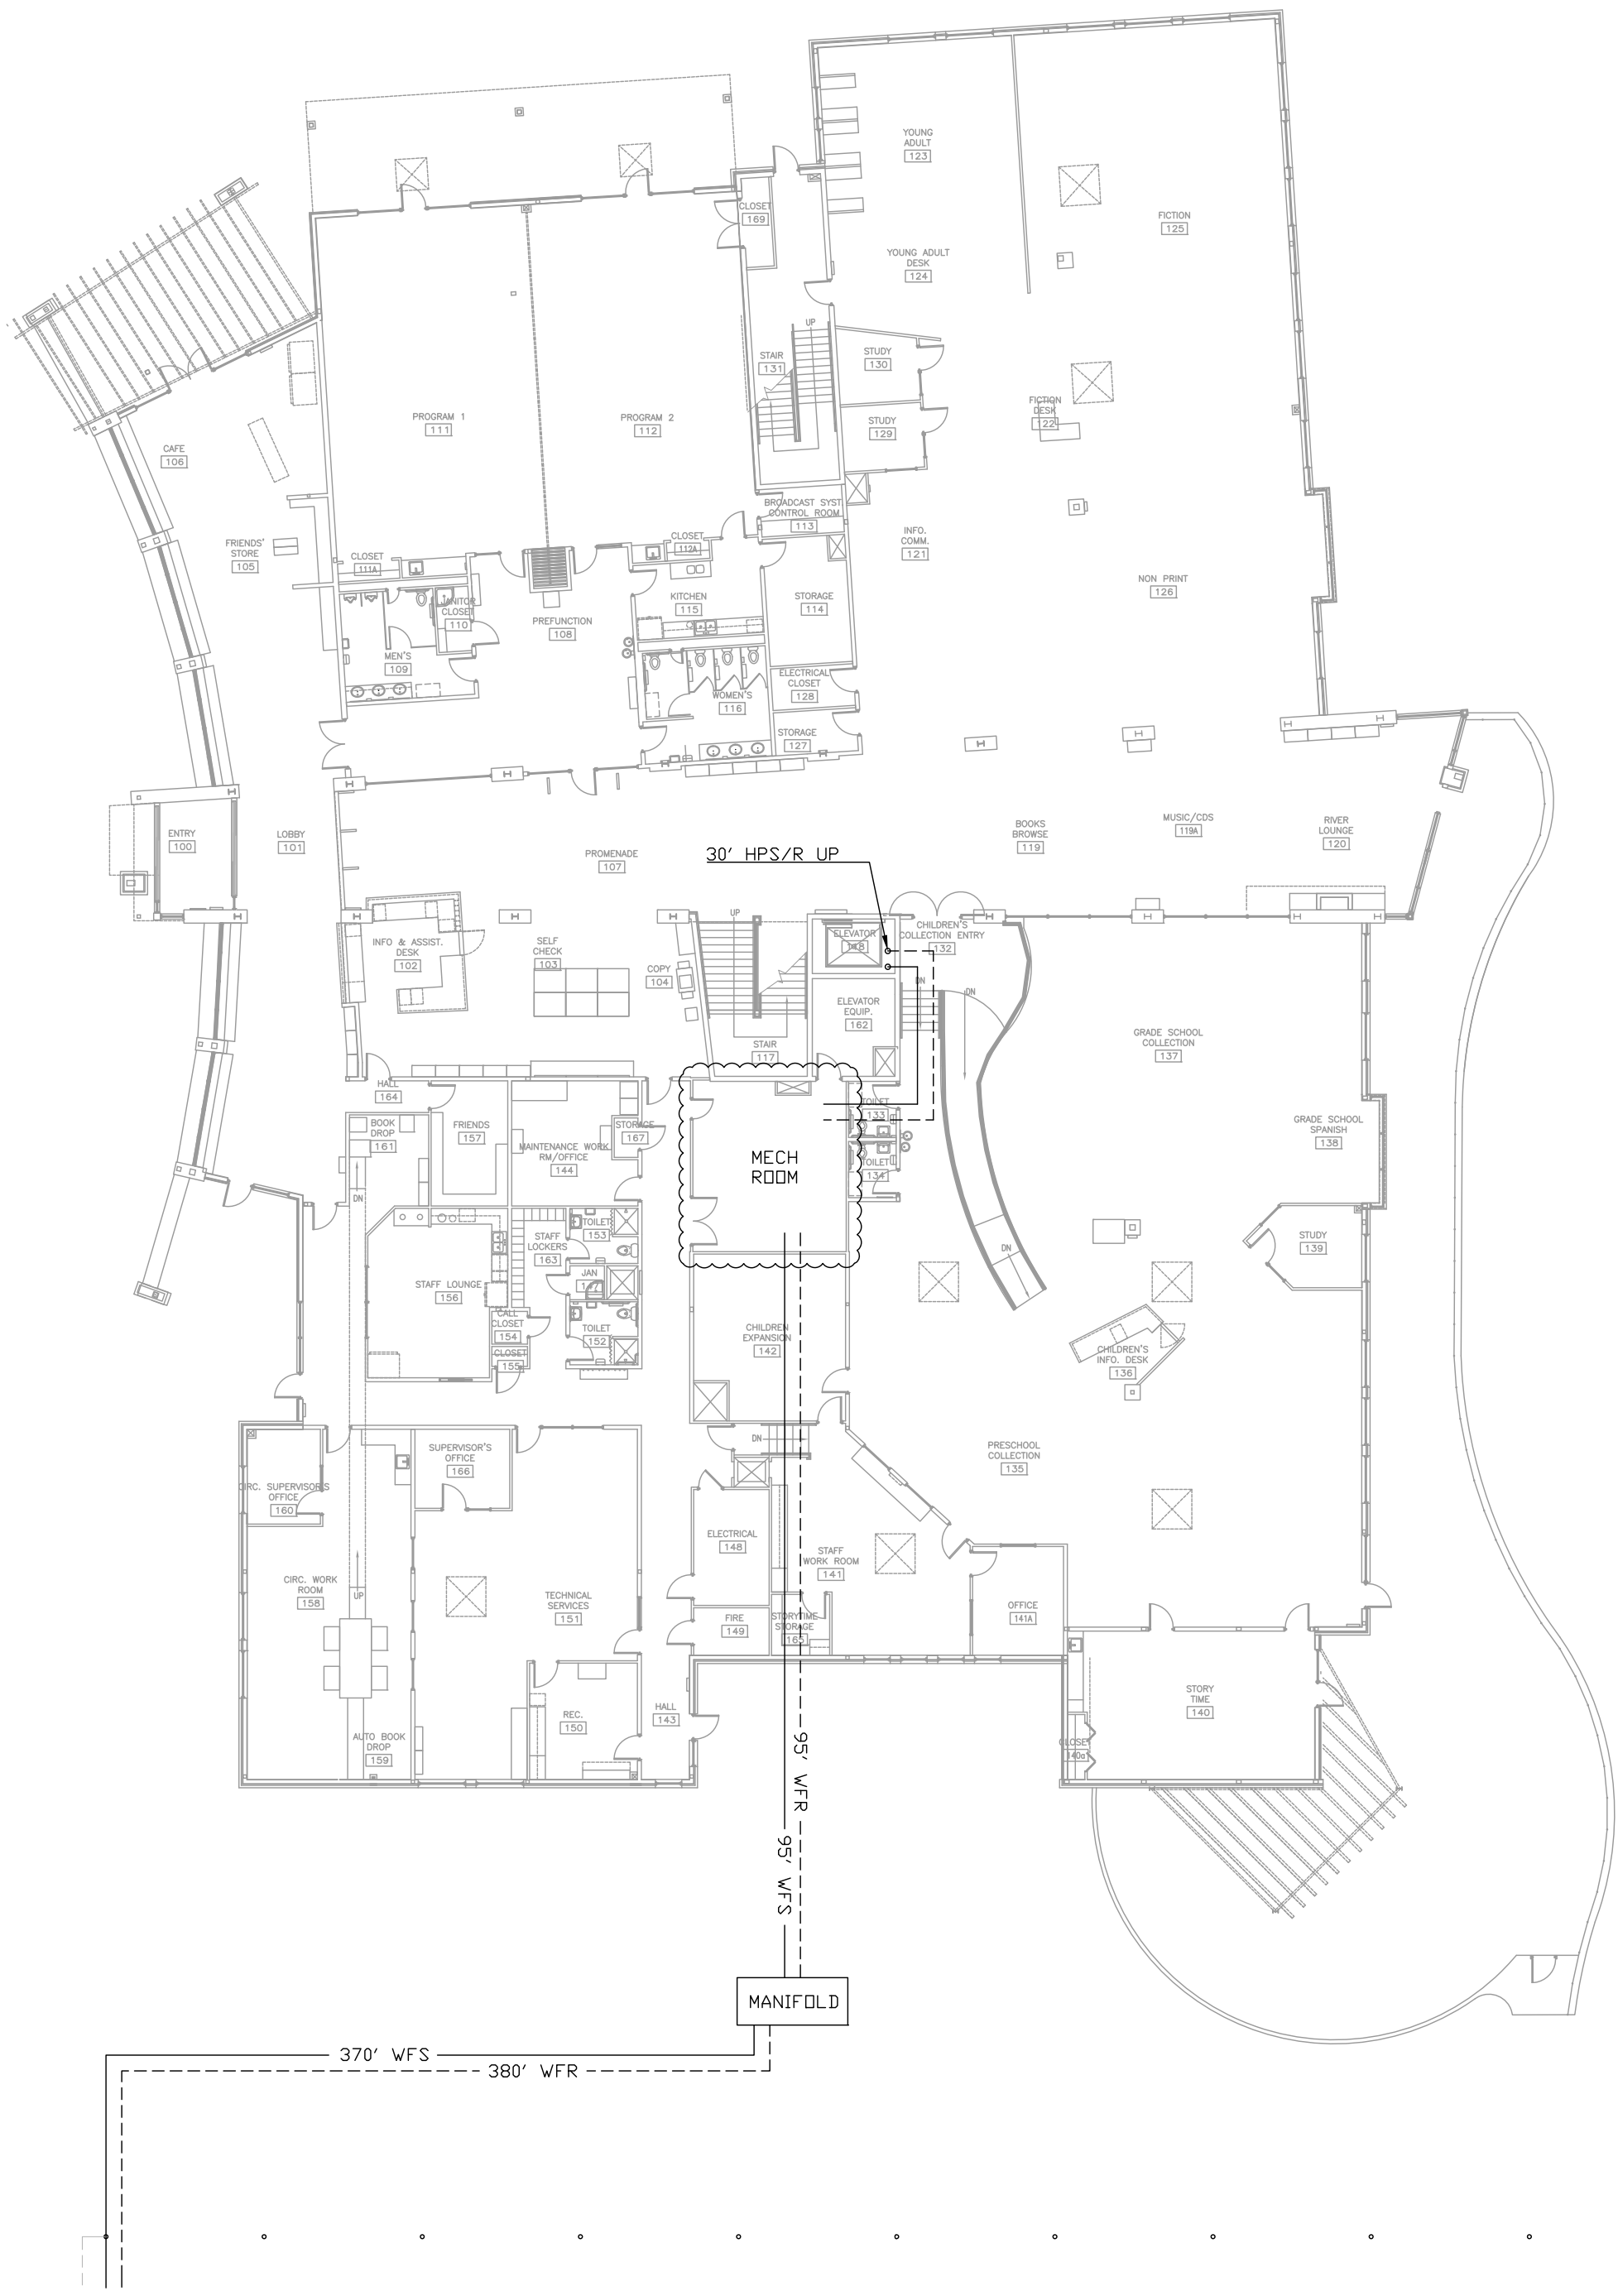 YOUNG
ADULT
123
FICTION
125
CLOSET
169
YOUNG ADULT
DESK
124
UP
STAIR
131
STUDY
130
FICTION
DESK
122
PROGRAM 1
111
PROGRAM 2
112
STUDY
129
CAFE
106
BROADCAST SYST
CONTROL ROOM
113
INFO.
COMM.
121
FRIENDS'
STORE
105
CLOSET
111A
CLOSET
112A
NON PRINT
126
JANITOR
CLOSET
110
PREFUNCTION
108
KITCHEN
115
STORAGE
114
MEN'S
109
ELECTRICAL
CLOSET
128
WOMEN'S
116
STORAGE
127
ENTRY
100
LOBBY
101
PROMENADE
107
30' HPS/R UP
BOOKS
BROWSE
119
MUSIC/CDS
119A
RIVER
LOUNGE
120
INFO & ASSIST.
DESK
102
SELF
CHECK
103
COPY
104
UP
ELEVATOR
118
CHILDREN'S
COLLECTION ENTRY
132
DN
DN
ELEVATOR
EQUIP.
162
STAIR
117
GRADE SCHOOL
COLLECTION
137
HALL
164
BOOK
DROP
161
FRIENDS
157
STORAGE
167
MAINTENANCE WORK
RM/OFFICE
144
TOILET
133
TOILET
134
GRADE SCHOOL
SPANISH
138
MECH
ROOM
DN
STAFF
LOCKERS
163
TOILET
153
STUDY
139
DN
STAFF LOUNGE
156
JAN
CALL
CLOSET
154
TOILET
152
CLOSET
155
CHILDREN
EXPANSION
142
CHILDREN'S
INFO. DESK
136
DN
SUPERVISOR'S
OFFICE
166
PRESCHOOL
COLLECTION
135
CIRC. SUPERVISOR'S
OFFICE
160
ELECTRICAL
148
STAFF
WORK ROOM
141
CIRC. WORK
ROOM
158
UP
TECHNICAL
SERVICES
151
FIRE
149
STORYTIME
STORAGE
165
OFFICE
141A
REC.
150
HALL
143
STORY
TIME
140
AUTO BOOK
DROP
159
CLOSET
140a
95' WFR
95' WFS
MANIFOLD
370' WFS
380' WFR